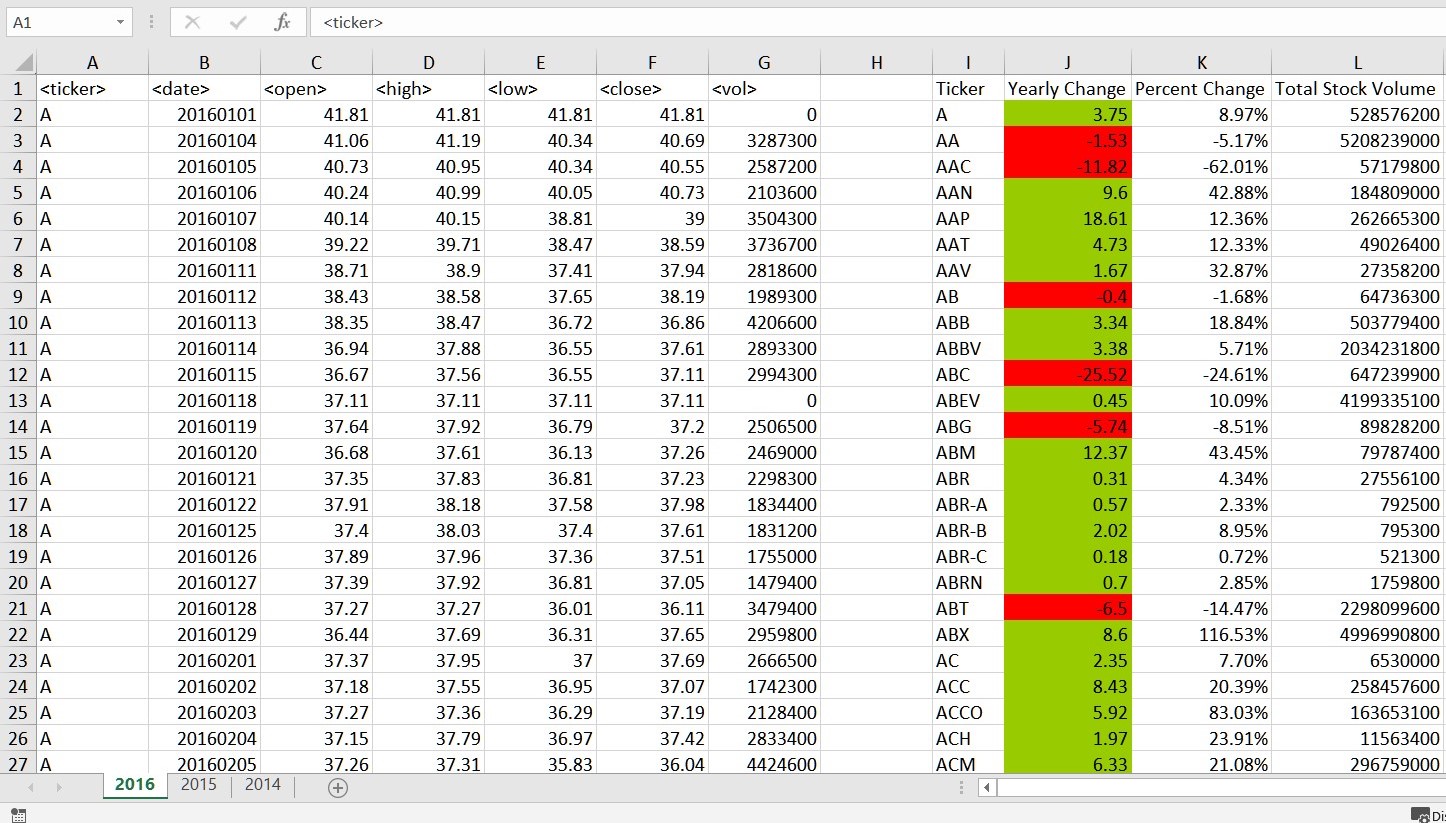 A1 fx <ticker>
A B C D E F G H I J K L
1 <ticker> <date> <open> <high> <low> <close> <vol> Ticker Yearly Change Percent Change Total Stock Volume
2 A 20160101 41.81 41.81 41.81 41.81 0 A 3.75 8.97% 528576200
3 A 20160104 41.06 41.19 40.34 40.69 3287300 AA -1.53 -5.17% 5208239000
4 A 20160105 40.73 40.95 40.34 40.55 2587200 AAC -11.82 -62.01% 57179800
5 A 20160106 40.24 40.99 40.05 40.73 2103600 AAN 9.6 42.88% 184809000
6 A 20160107 40.14 40.15 38.81 39 3504300 AAP 18.61 12.36% 262665300
7 A 20160108 39.22 39.71 38.47 38.59 3736700 AAT 4.73 12.33% 49026400
8 A 20160111 38.71 38.9 37.41 37.94 2818600 AAV 1.67 32.87% 27358200
9 A 20160112 38.43 38.58 37.65 38.19 1989300 AB -0.4 -1.68% 64736300
10 A 20160113 38.35 38.47 36.72 36.86 4206600 ABB 3.34 18.84% 503779400
11 A 20160114 36.94 37.88 36.55 37.61 2893300 ABBV 3.38 5.71% 2034231800
12 A 20160115 36.67 37.56 36.55 37.11 2994300 ABC -25.52 -24.61% 647239900
13 A 20160118 37.11 37.11 37.11 37.11 0 ABEV 0.45 10.09% 4199335100
14 A 20160119 37.64 37.92 36.79 37.2 2506500 ABG -5.74 -8.51% 89828200
15 A 20160120 36.68 37.61 36.13 37.26 2469000 ABM 12.37 43.45% 79787400
16 A 20160121 37.35 37.83 36.81 37.23 2298300 ABR 0.31 4.34% 27556100
17 A 20160122 37.91 38.18 37.58 37.98 1834400 ABR-A 0.57 2.33% 792500
18 A 20160125 37.4 38.03 37.4 37.61 1831200 ABR-B 2.02 8.95% 795300
19 A 20160126 37.89 37.96 37.36 37.51 1755000 ABR-C 0.18 0.72% 521300
20 A 20160127 37.39 37.92 36.81 37.05 1479400 ABRN 0.7 2.85% 1759800
21 A 20160128 37.27 37.27 36.01 36.11 3479400 ABT -6.5 -14.47% 2298099600
22 A 20160129 36.44 37.69 36.31 37.65 2959800 ABX 8.6 116.53% 4996990800
23 A 20160201 37.37 37.95 37 37.69 2666500 AC 2.35 7.70% 6530000
24 A 20160202 37.18 37.55 36.95 37.07 1742300 ACC 8.43 20.39% 258457600
25 A 20160203 37.27 37.36 36.29 37.19 2128400 ACCO 5.92 83.03% 163653100
26 A 20160204 37.15 37.79 36.97 37.42 2833400 ACH 1.97 23.91% 11563400
27 A 20160205 37.26 37.31 35.83 36.04 4424600 ACM 6.33 21.08% 296759000
2016 2015 2014